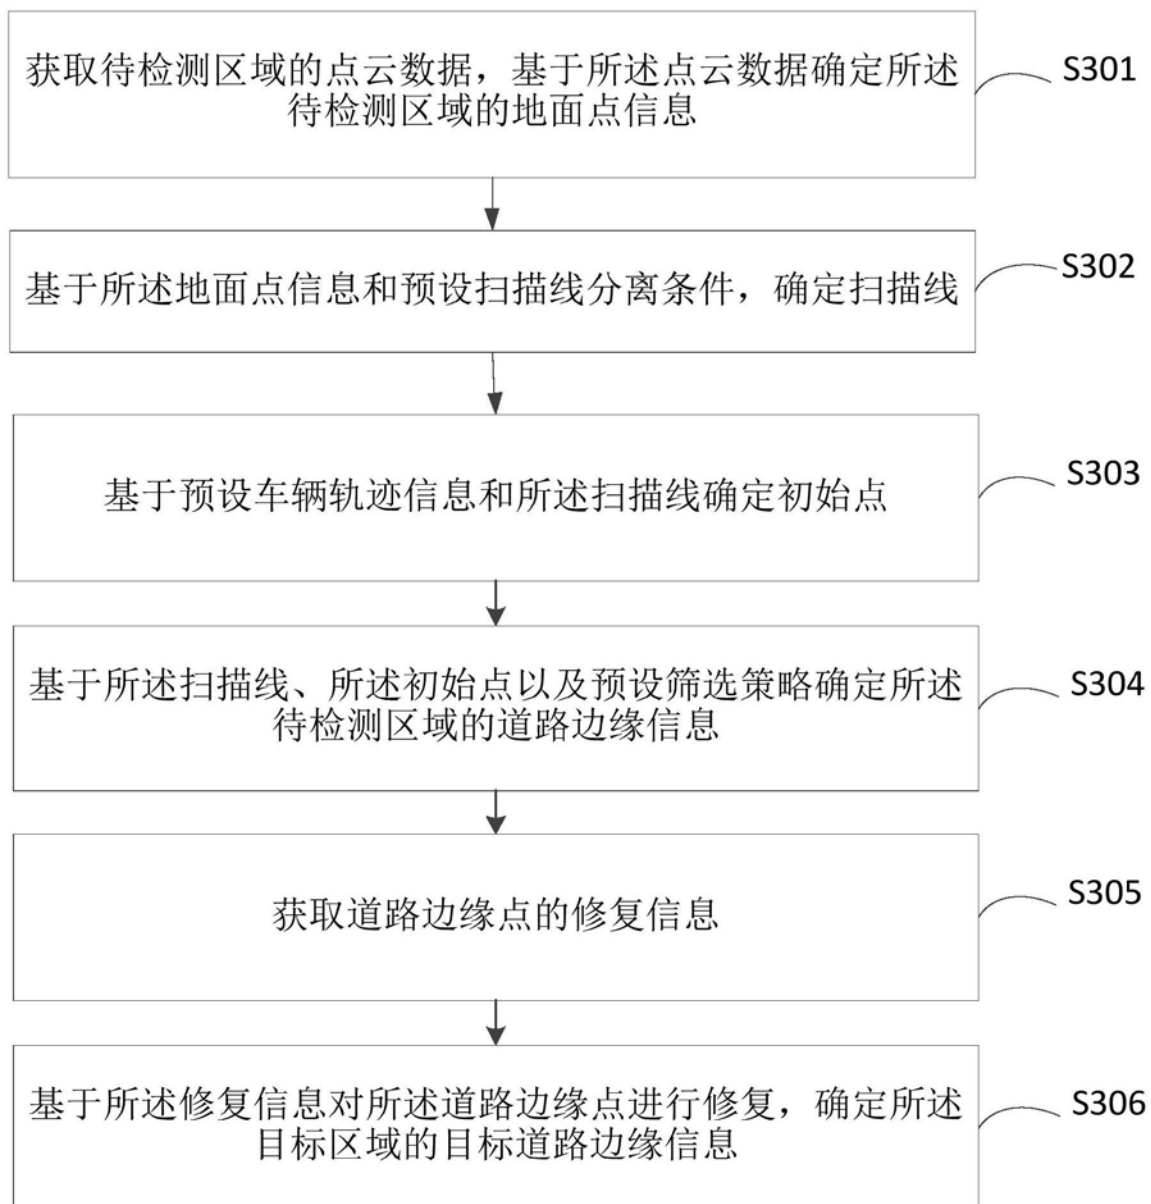 获取待检测区域的点云数据，基于所述点云数据确定所述
待检测区域的地面点信息
S301
基于所述地面点信息和预设扫描线分离条件，确定扫描线
S302
基于预设车辆轨迹信息和所述扫描线确定初始点
S303
基于所述扫描线、所述初始点以及预设筛选策略确定所述
待检测区域的道路边缘信息
S304
获取道路边缘点的修复信息
S305
基于所述修复信息对所述道路边缘点进行修复，确定所述
目标区域的目标道路边缘信息
S306